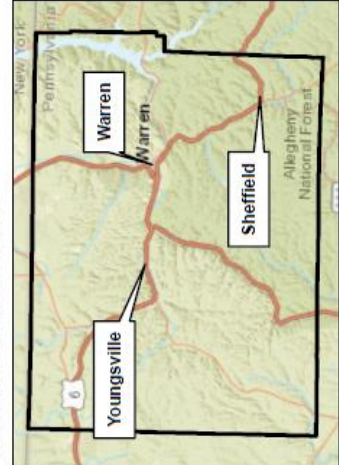 New York
Pennsylvania
Warren
Warren
Youngsville
6
Sheffield
Allegheny
National Forest